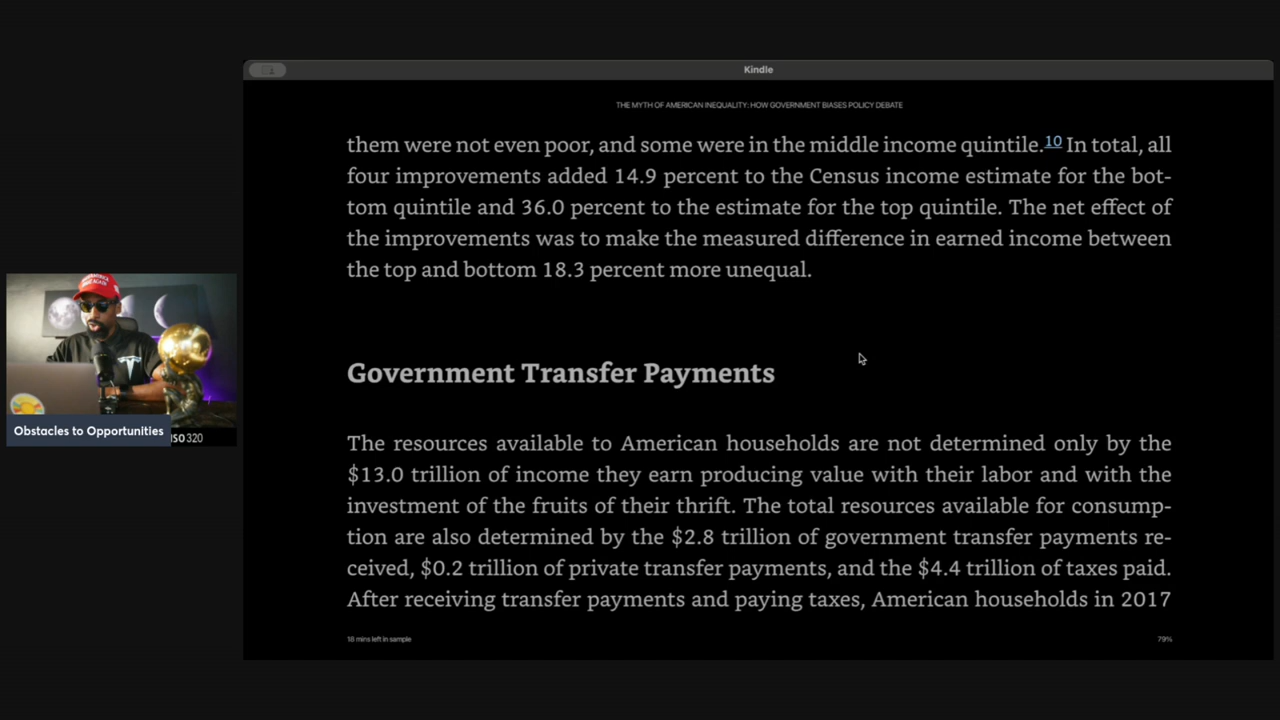 Kindle
THE MYTH OF AMERICAN INEQUALITY: HOW GOVERNMENT BIASES POLICY DEBATE
them were not even poor, and some were in the middle income quintile.10 In total, all
four improvements added 14.9 percent to the Census income estimate for the bot-
tom quintile and 36.0 percent to the estimate for the top quintile. The net effect of
the improvements was to make the measured difference in earned income between
the top and bottom 18.3 percent more unequal.
Government Transfer Payments
The resources available to American households are not determined only by the
$13.0 trillion of income they earn producing value with their labor and with the
investment of the fruits of their thrift. The total resources available for consump-
tion are also determined by the $2.8 trillion of government transfer payments re-
ceived, $0.2 trillion of private transfer payments, and the $4.4 trillion of taxes paid.
After receiving transfer payments and paying taxes, American households in 2017
18 mins left in sample
79%
Obstacles to Opportunities
ISO 320